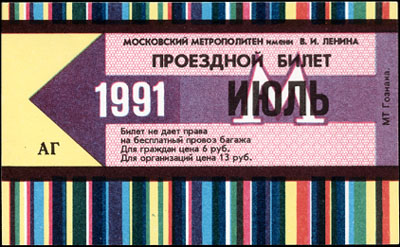 МОСКОВСКИЙ МЕТРОПОЛИТЕН имени В. И. ЛЕНИНА
ПРОЕЗДНОЙ БИЛЕТ
М
1991 ИЮЛЬ
Билет не дает права
на бесплатный провоз багажа
Для граждан цена 6 руб.
Для организаций цена 13 руб.
АГ
МТ Гознака.